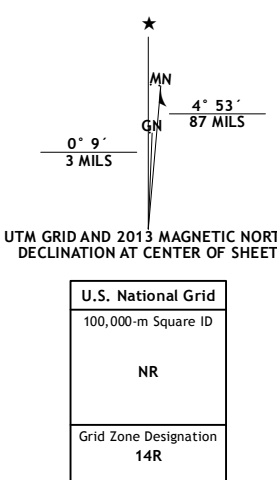 ★
MN
4° 53´
87 MILS
GN
0° 9´
3 MILS
UTM GRID AND 2013 MAGNETIC NORT
DECLINATION AT CENTER OF SHEET
U.S. National Grid
100,000-m Square ID
NR
Grid Zone Designation
14R